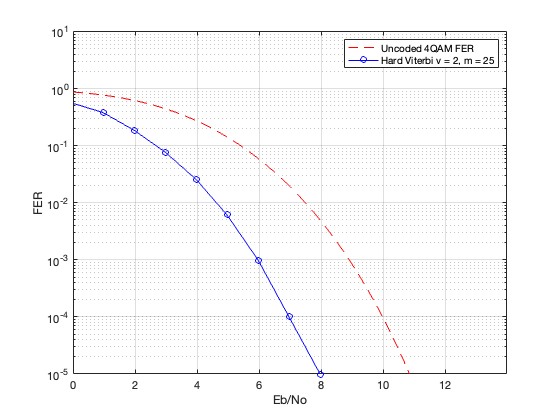 Uncoded 4QAM FER
Hard Viterbi v = 2, m = 25
10^1
10^0
10^-1
10^-2
10^-3
10^-4
10^-5
FER
0 2 4 6 8 10 12
Eb/No